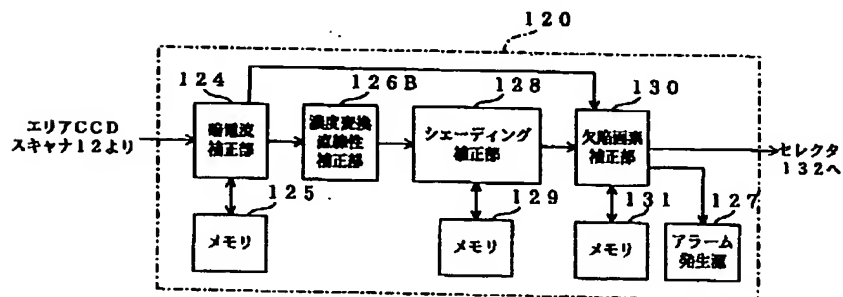 120
124
126B
128
130
エリアCCD
スキャナ12より
暗電流
補正部
濃度変換
直線性
補正部
シェーディング
補正部
欠陥画素
補正部
セレクタ
132へ
125
129
131
127
メモリ
メモリ
メモリ
アラーム
発生源